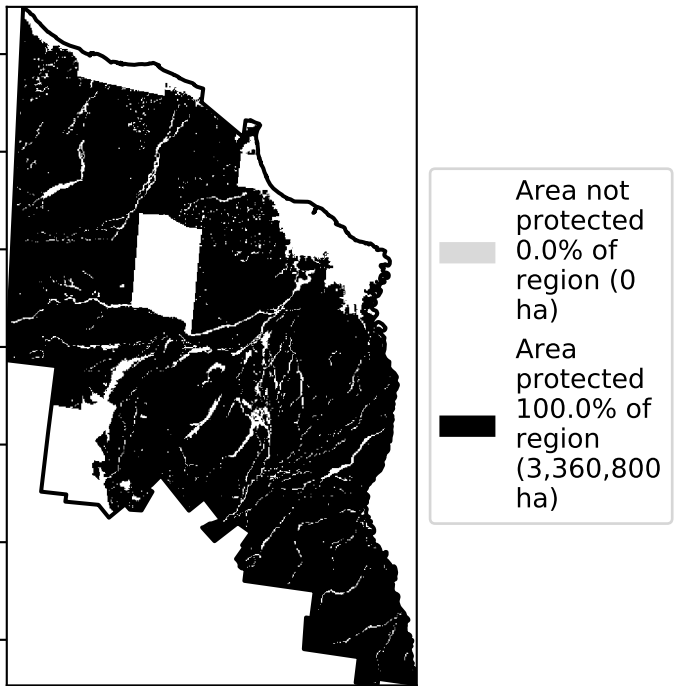 Area not
protected
0.0% of
region (0
ha)
Area
protected
100.0% of
region
(3,360,800
ha)